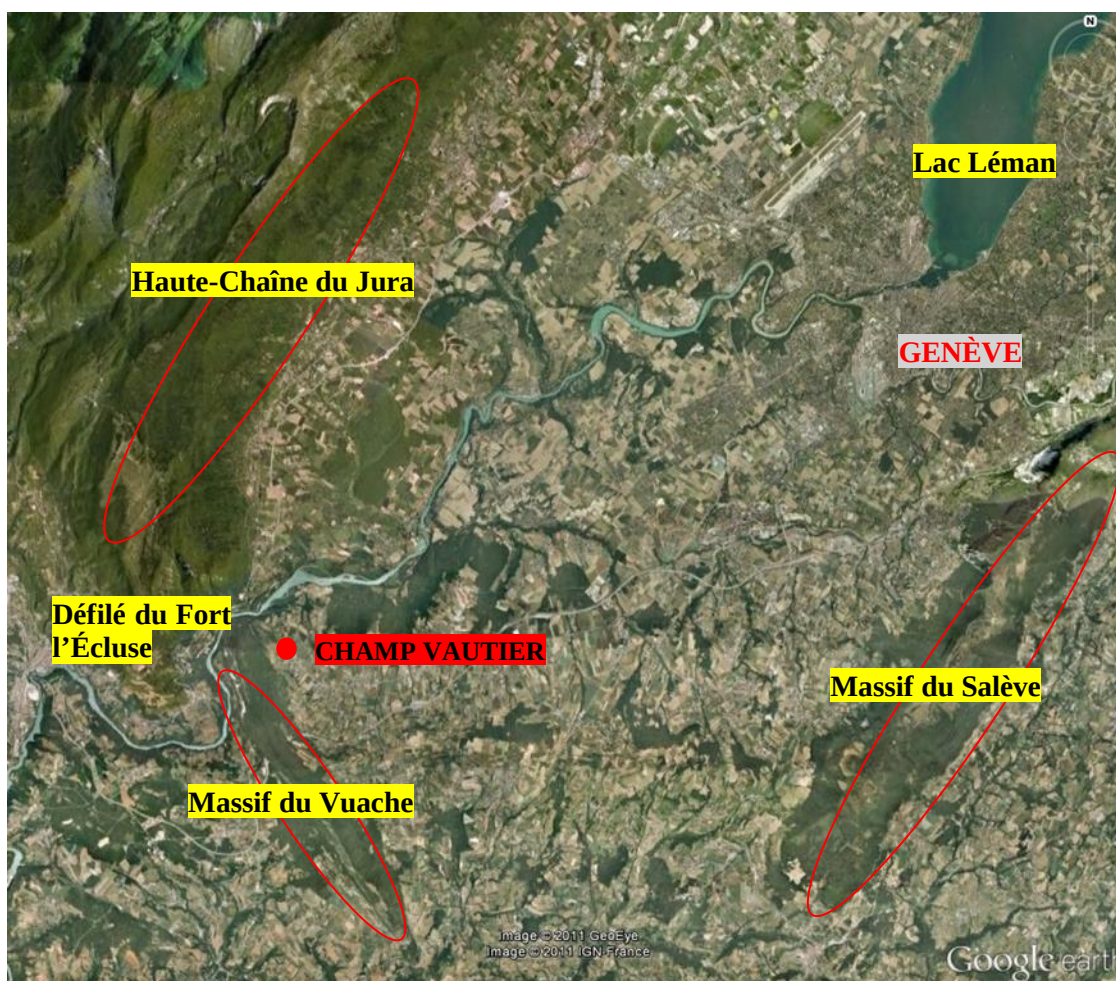 N
Lac Léman
Haute-Chaîne du Jura
GENÈVE
Défilé du Fort
l'Écluse
CHAMP VAUTIER
Massif du Salève
Massif du Vuache
Image © 2011 GeoEye
Image © 2011 IGN-France
Google earth